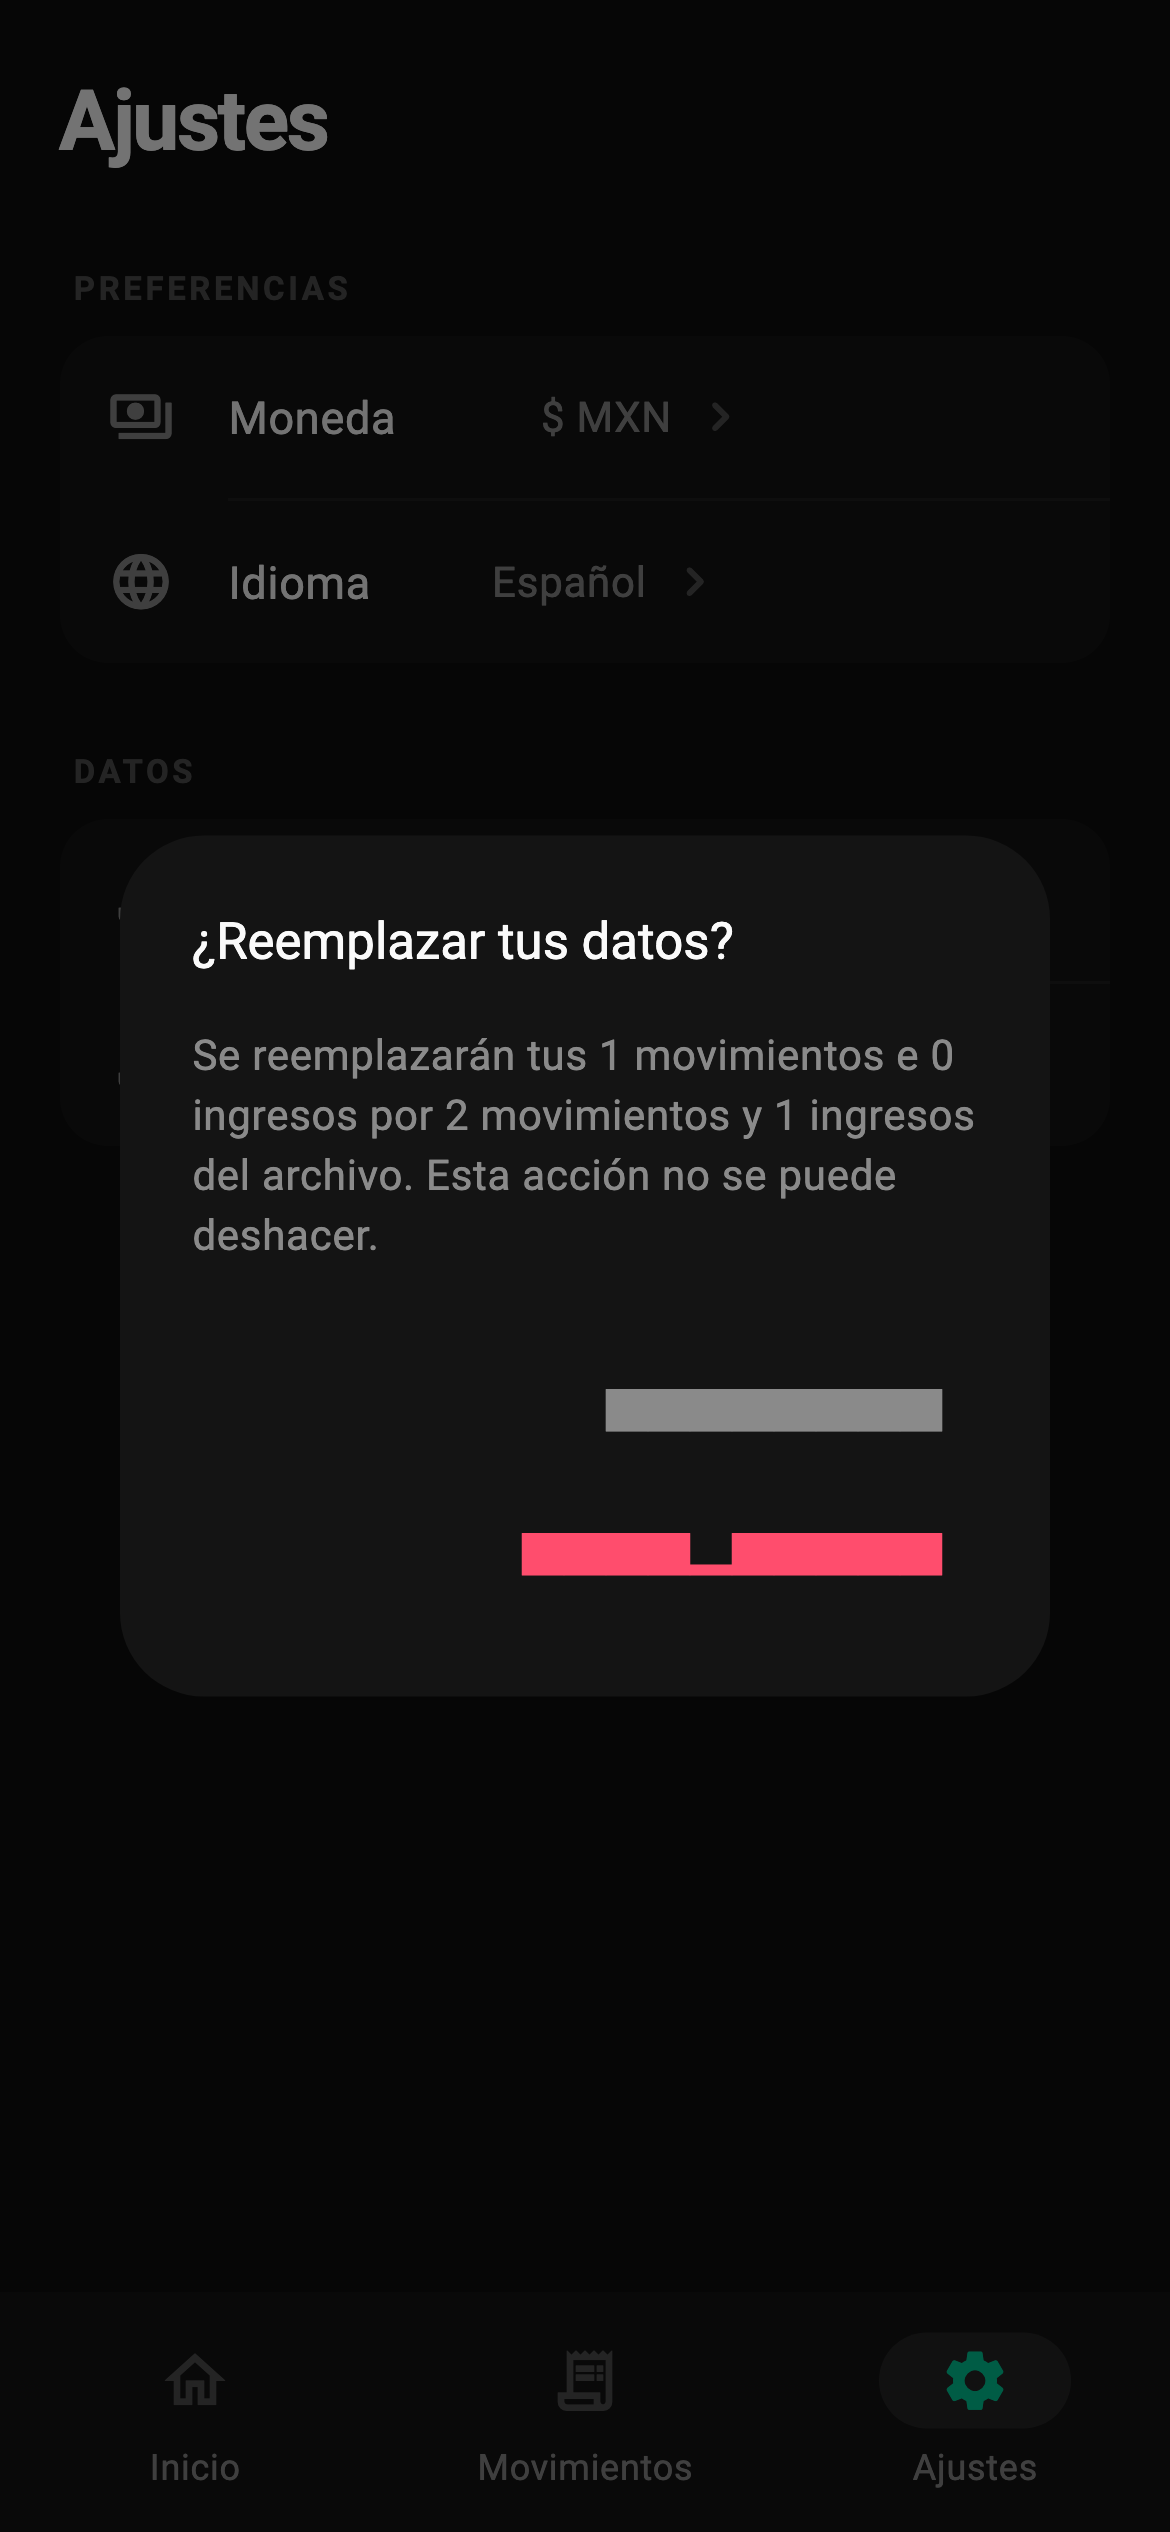 Ajustes
PREFERENCIAS
Moneda $ MXN
Idioma Español
DATOS
¿Reemplazar tus datos?
Se reemplazarán tus 1 movimientos e 0
ingresos por 2 movimientos y 1 ingresos
del archivo. Esta acción no se puede
deshacer.
Inicio Movimientos Ajustes